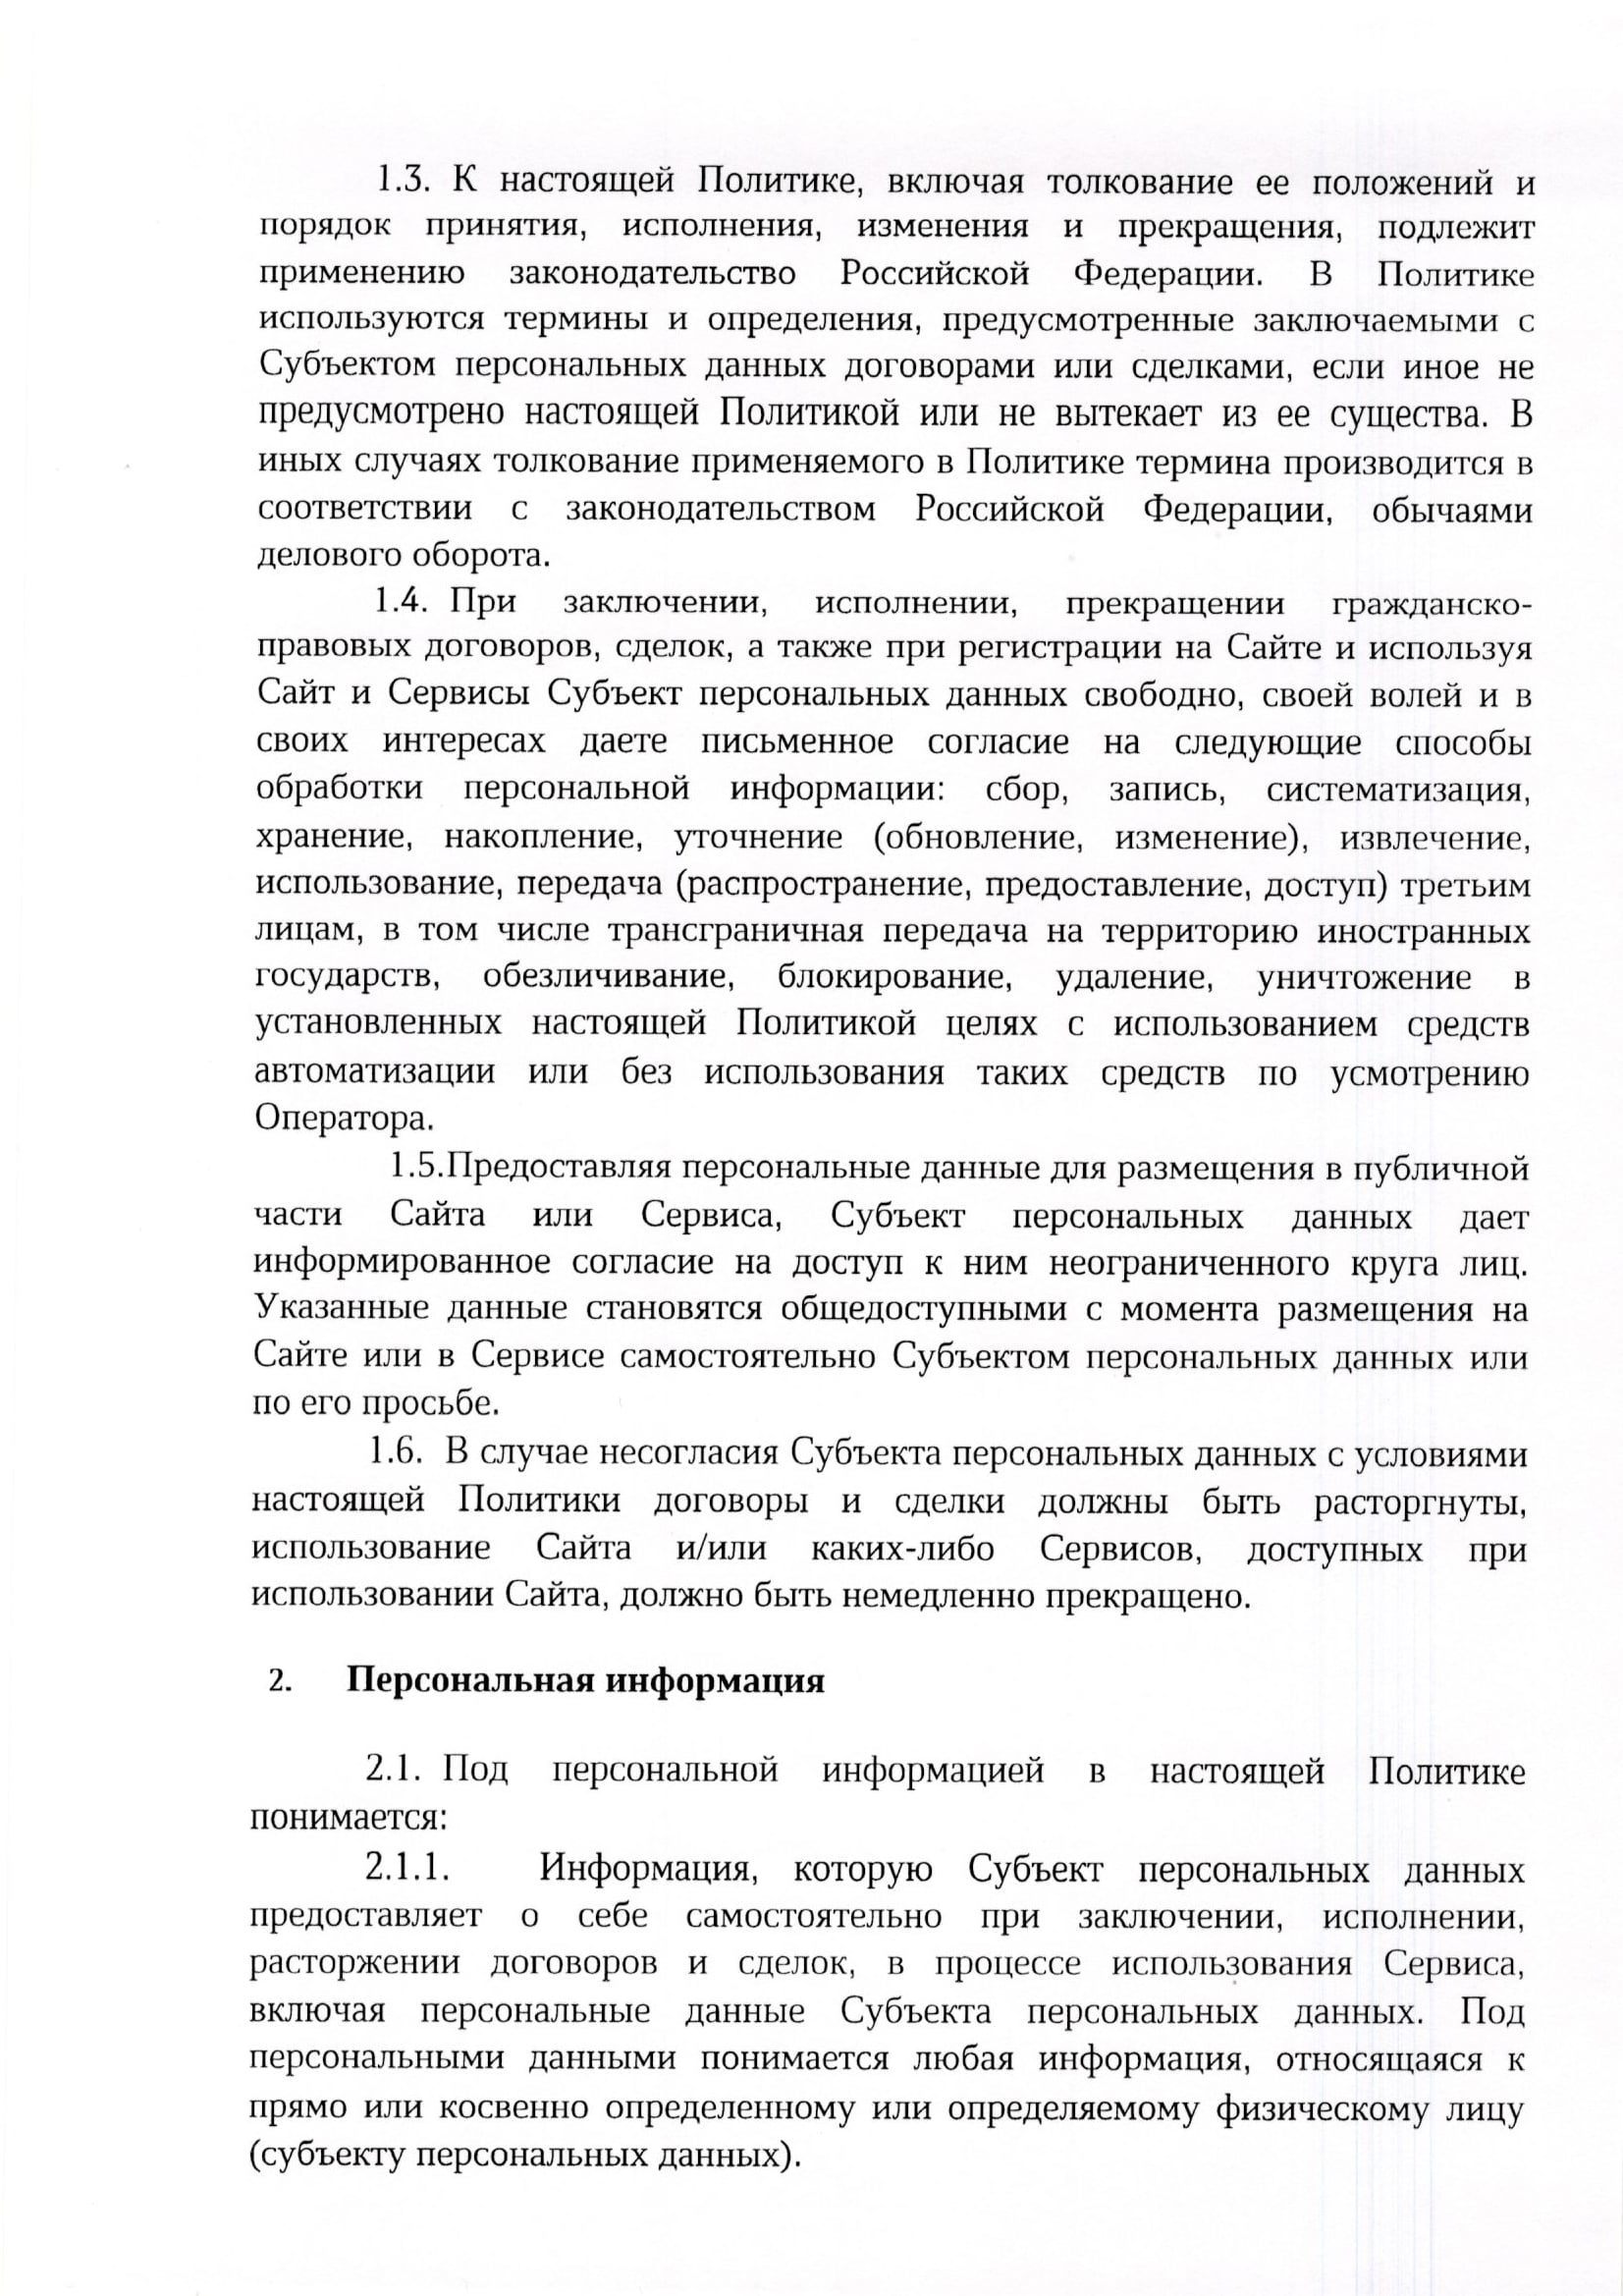 1.3. К настоящей Политике, включая толкование ее положений и
порядок принятия, исполнения, изменения и прекращения, подлежит
применению законодательство Российской Федерации. В Политике
используются термины и определения, предусмотренные заключаемыми с
Субъектом персональных данных договорами или сделками, если иное не
предусмотрено настоящей Политикой или не вытекает из ее существа. В
иных случаях толкование применяемого в Политике термина производится в
соответствии с законодательством Российской Федерации, обычаями
делового оборота.
1.4. При заключении, исполнении, прекращении гражданско-
правовых договоров, сделок, а также при регистрации на Сайте и используя
Сайт и Сервисы Субъект персональных данных свободно, своей волей и в
своих интересах даете письменное согласие на следующие способы
обработки персональной информации: сбор, запись, систематизация,
хранение, накопление, уточнение (обновление, изменение), извлечение,
использование, передача (распространение, предоставление, доступ) третьим
лицам, в том числе трансграничная передача на территорию иностранных
государств, обезличивание, блокирование, удаление, уничтожение в
установленных настоящей Политикой целях с использованием средств
автоматизации или без использования таких средств по усмотрению
Оператора.
1.5.Предоставляя персональные данные для размещения в публичной
части Сайта или Сервиса, Субъект персональных данных дает
информированное согласие на доступ к ним неограниченного круга лиц.
Указанные данные становятся общедоступными с момента размещения на
Сайте или в Сервисе самостоятельно Субъектом персональных данных или
по его просьбе.
1.6. В случае несогласия Субъекта персональных данных с условиями
настоящей Политики договоры и сделки должны быть расторгнуты,
использование Сайта и/или каких-либо Сервисов, доступных при
использовании Сайта, должно быть немедленно прекращено.
2. Персональная информация
2.1. Под персональной информацией в настоящей Политике
понимается:
2.1.1. Информация, которую Субъект персональных данных
предоставляет о себе самостоятельно при заключении, исполнении,
расторжении договоров и сделок, в процессе использования Сервиса,
включая персональные данные Субъекта персональных данных. Под
персональными данными понимается любая информация, относящаяся к
прямо или косвенно определенному или определяемому физическому лицу
(субъекту персональных данных).